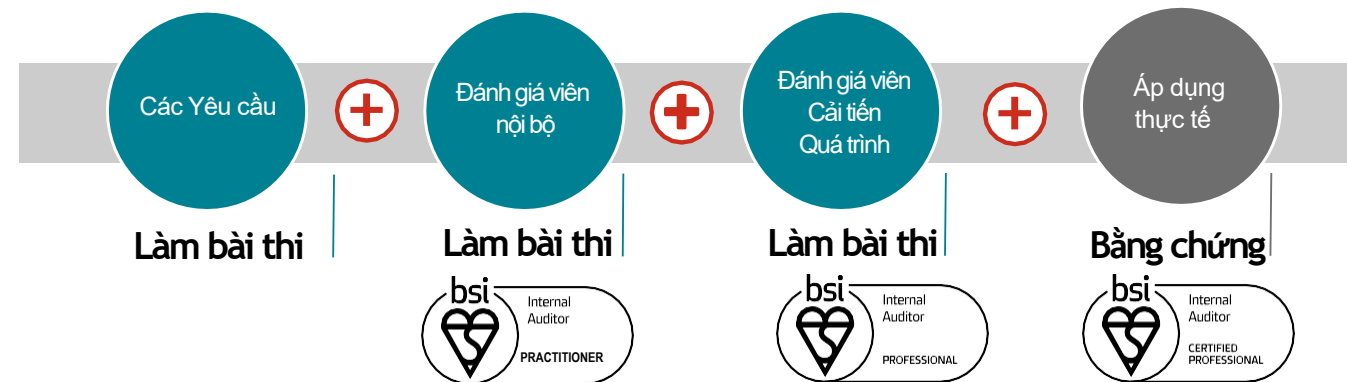 Các Yêu cầu
Đánh giá viên
nội bộ
Đánh giá viên
Cải tiến
Quá trình
Áp dụng
thực tế
Làm bài thi
Làm bài thi
Làm bài thi
Bằng chứng
bsi
Internal
Auditor
PRACTITIONER
bsi
Internal
Auditor
PROFESSIONAL
bsi
Internal
Auditor
CERTIFIED
PROFESSIONAL